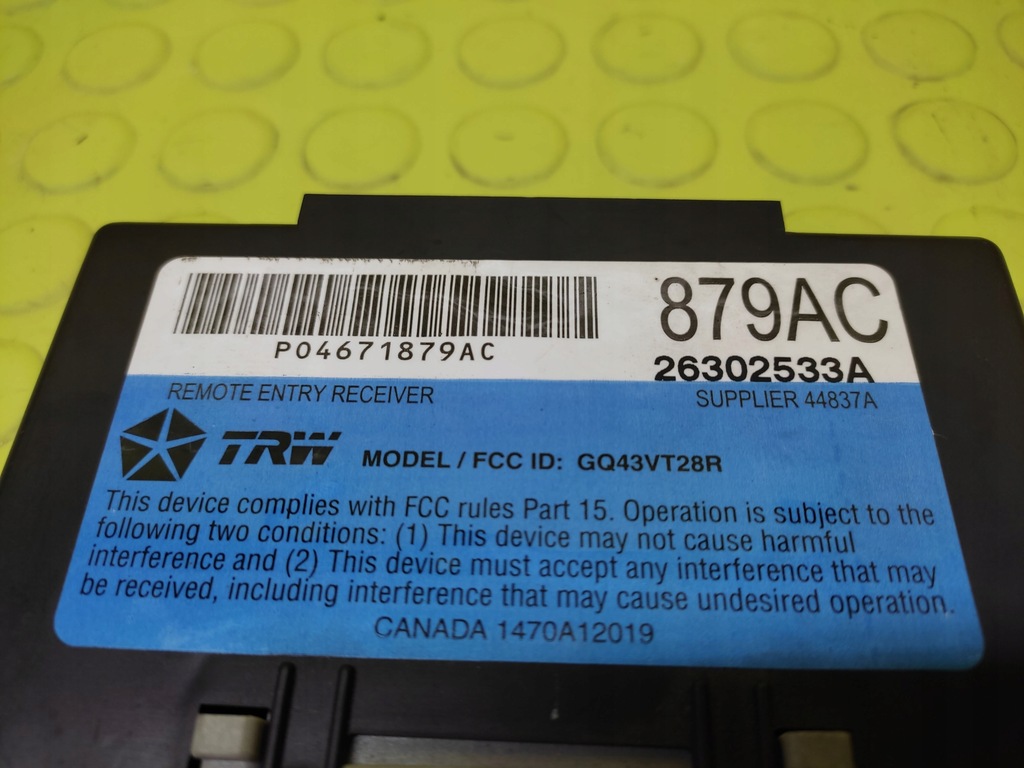 879AC
P04671879AC
26302533A
REMOTE ENTRY RECEIVER
SUPPLIER 44837A
TRW MODEL / FCC ID: GQ43VT28R
This device complies with FCC rules Part 15. Operation is subject to the
following two conditions: (1) This device may not cause harmful
interference and (2) This device must accept any interference that may
be received, including interference that may cause undesired operation.
CANADA 1470A12019